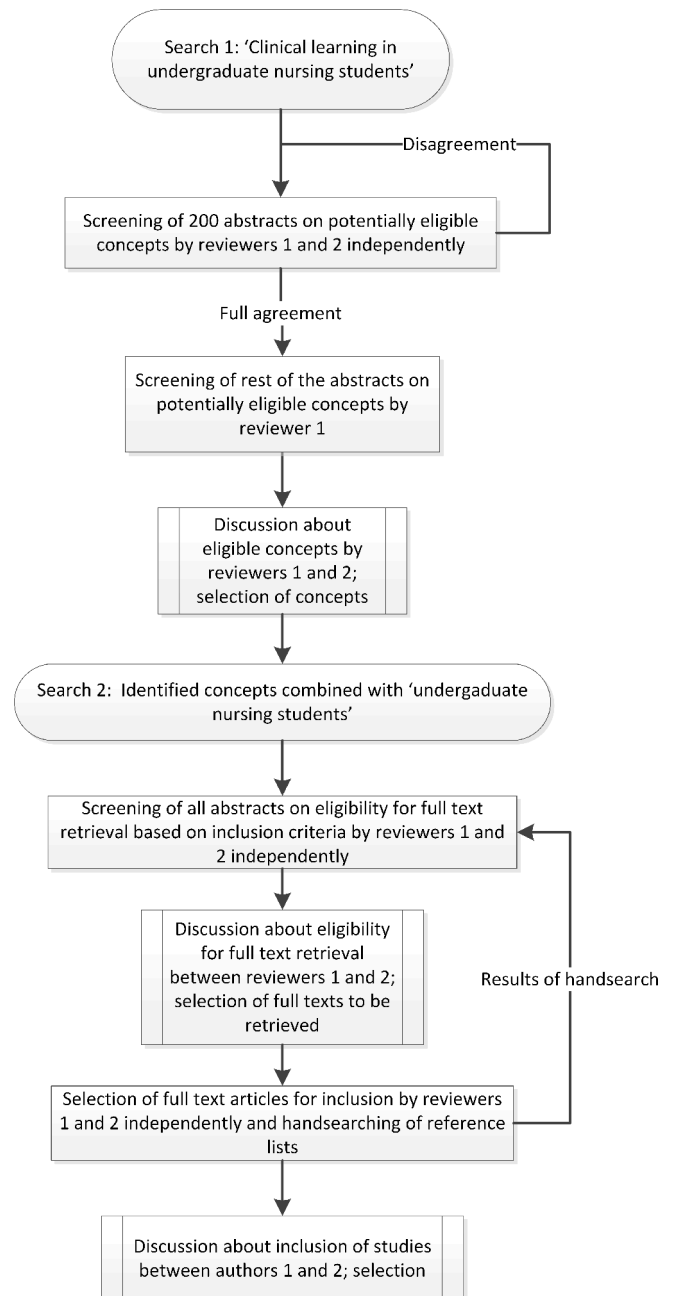 Search 1: ‘Clinical learning in
undergraduate nursing students’
Disagreement
Screening of 200 abstracts on potentially eligible
concepts by reviewers 1 and 2 independently
Full agreement
Screening of rest of the abstracts on
potentially eligible concepts by
reviewer 1
Discussion about
eligible concepts by
reviewers 1 and 2;
selection of concepts
Search 2:  Identified concepts combined with ‘undergaduate
nursing students’
Screening of all abstracts on eligibility for full text
retrieval based on inclusion criteria by reviewers 1 and
2 independently
Discussion about eligibility
for full text retrieval
between reviewers 1 and 2;
selection of full texts to be
retrieved
Results of handsearch
Selection of full text articles for inclusion by reviewers
1 and 2 independently and handsearching of reference
lists
Discussion about inclusion of studies
between authors 1 and 2; selection